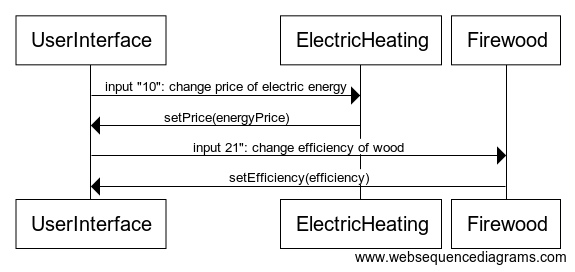 UserInterface ElectricHeating Firewood
input "10": change price of electric energy
setPrice(energyPrice)
input 21": change efficiency of wood
setEfficiency(efficiency)
UserInterface ElectricHeating Firewood
www.websequencediagrams.com